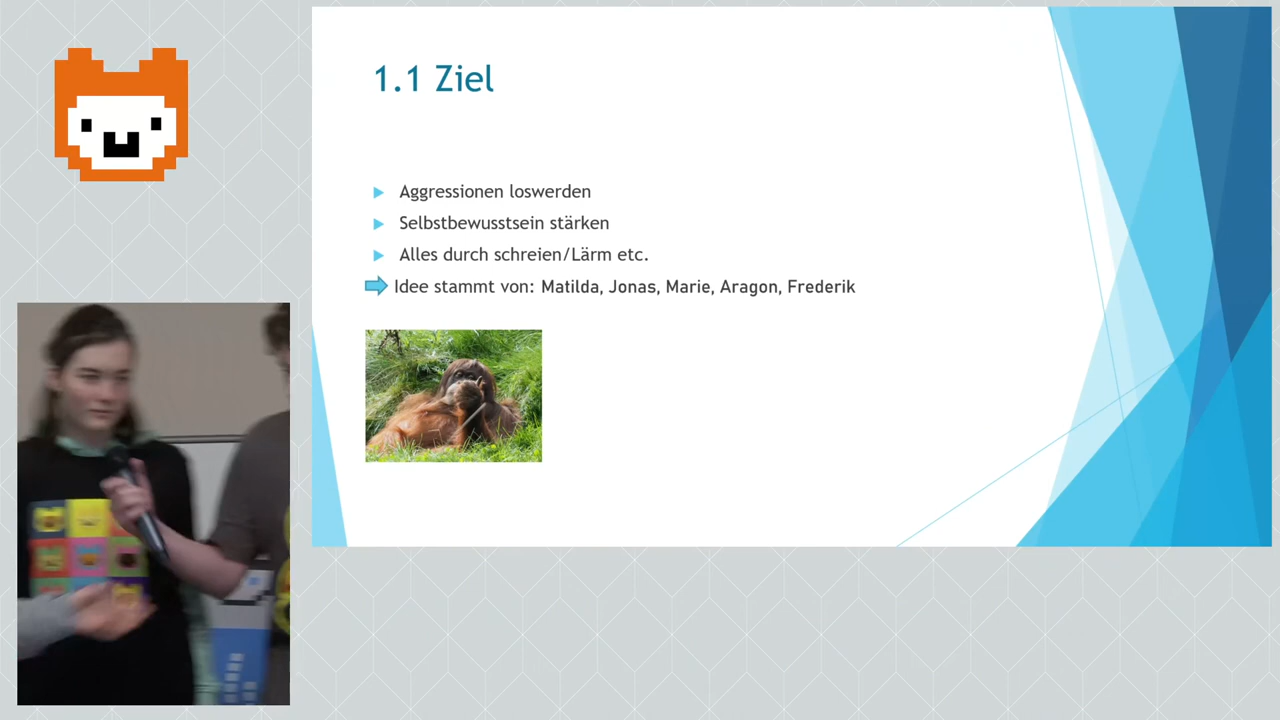 1.1 Ziel
Aggressionen loswerden
Selbstbewusstsein stärken
Alles durch schreien/Lärm etc.
Idee stammt von: Matilda, Jonas, Marie, Aragon, Frederik